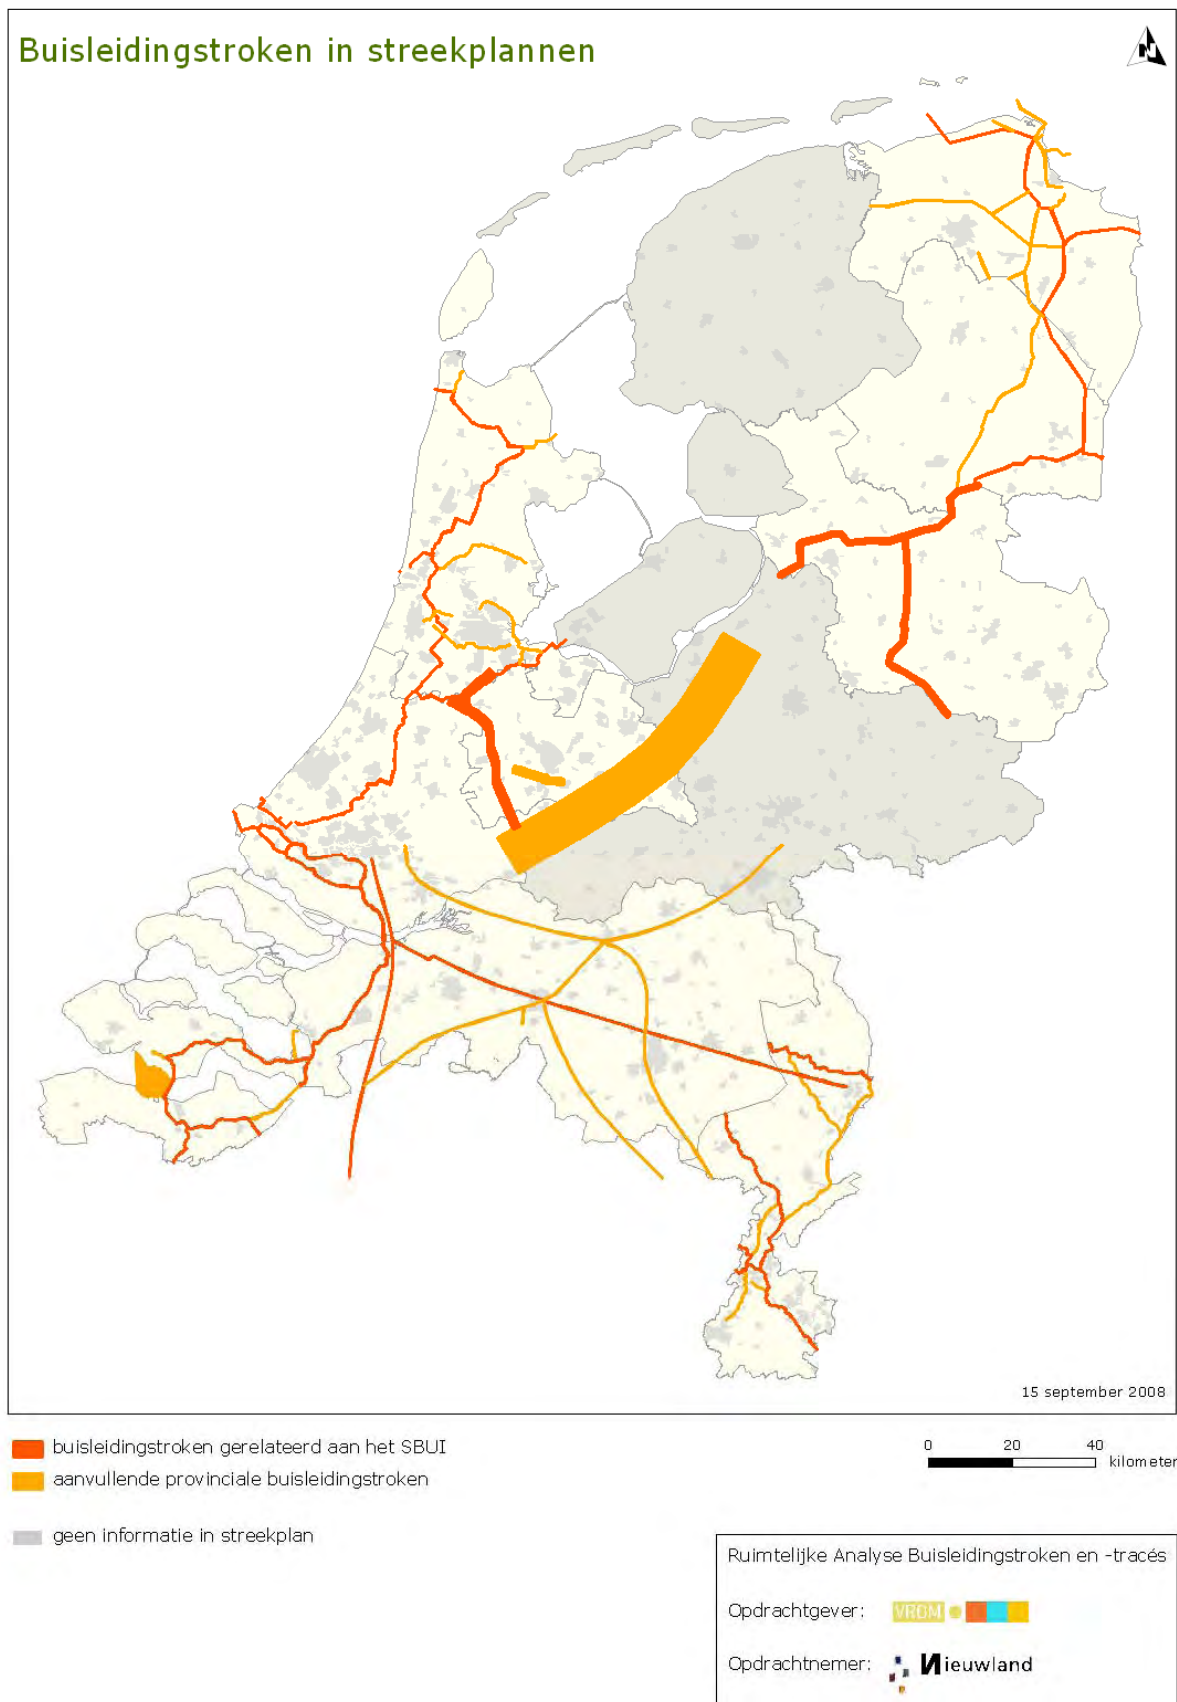 Buisleidingstroken in streekplannen
N
15 september 2008
buisleidingstroken gerelateerd aan het SBUI
aanvullende provinciale buisleidingstroken
geen informatie in streekplan
0 20 40
kilometer
Ruimtelijke Analyse Buisleidingstroken en -tracés
Opdrachtgever: VROM
Opdrachtnemer: Nieuwland